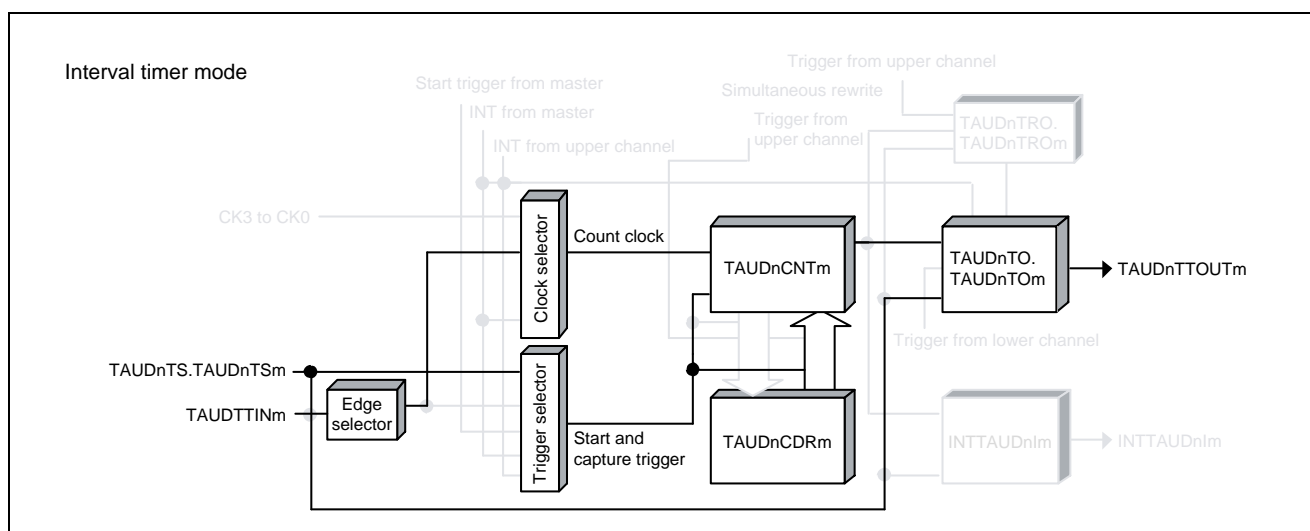 Interval timer mode
Trigger from upper channel
Start trigger from master
Simultaneous rewrite
INT from master
Trigger from
upper channel
INT from upper channel
TAUDnTRO.
TAUDnTROm
CK3 to CK0
Clock selector
Count clock
TAUDnCNTm
TAUDnTO.
TAUDnTOm
TAUDnTTOUTm
Trigger from lower channel
TAUDnTS.TAUDnTSm
TAUDTTINm
Edge
selector
Trigger selector
Start and
capture trigger
TAUDnCDRm
INTTAUDnIm
INTTAUDnIm